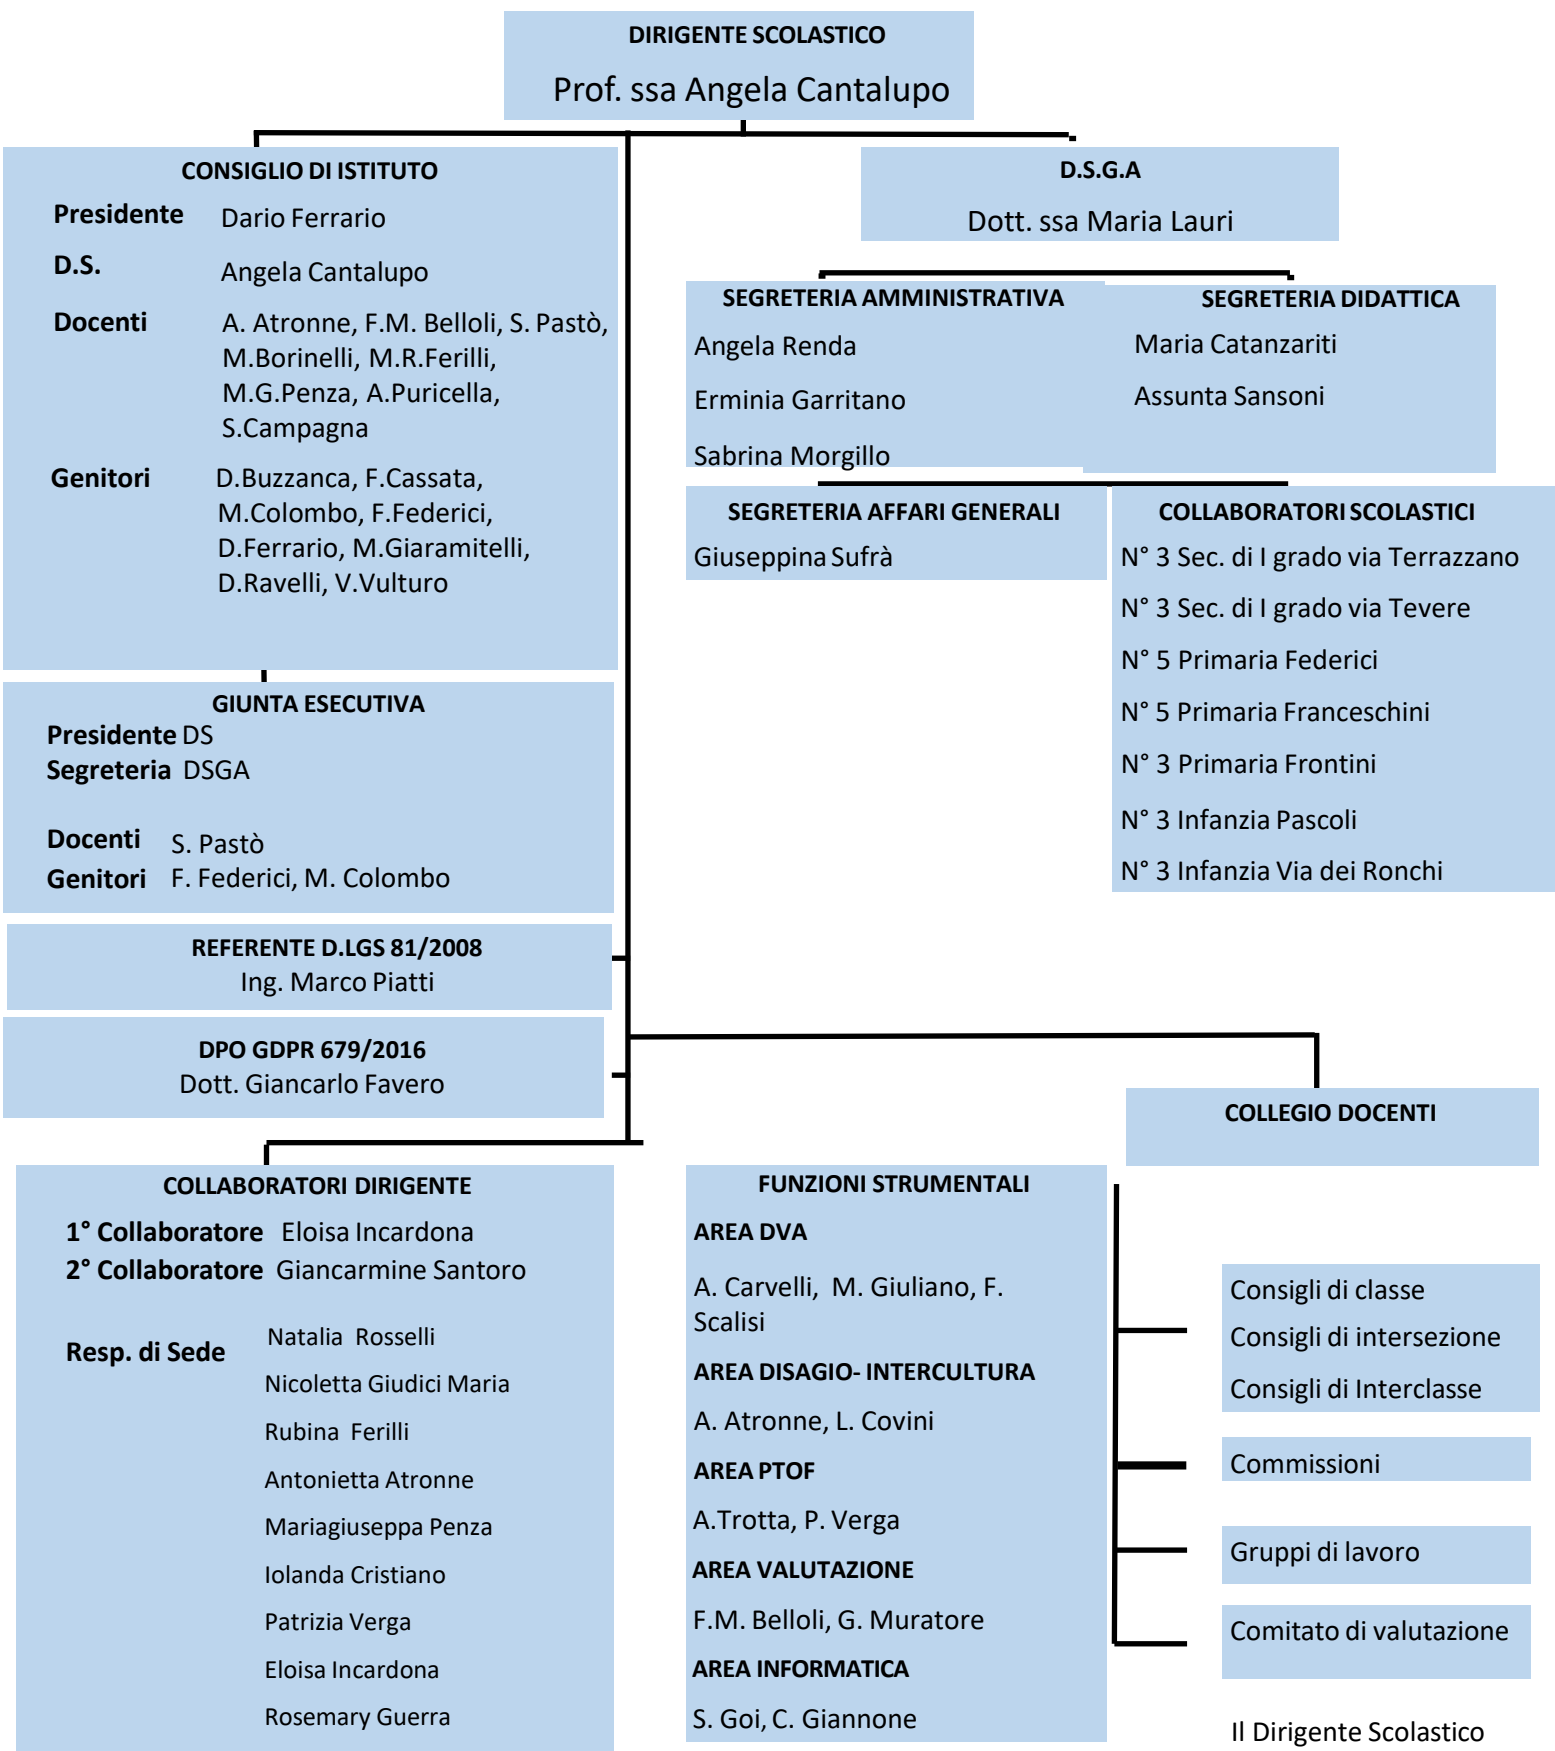 DIRIGENTE SCOLASTICO
Prof. ssa Angela Cantalupo
CONSIGLIO DI ISTITUTO
Presidente Dario Ferrario
D.S. Angela Cantalupo
Docenti A. Atronne, F.M. Belloli, S. Pastò,
M.Borinelli, M.R.Ferilli,
M.G.Penza, A.Puricella,
S.Campagna
Genitori D.Buzzanca, F.Cassata,
M.Colombo, F.Federici,
D.Ferrario, M.Giaramitelli,
D.Ravelli, V.Vulturo
D.S.G.A
Dott. ssa Maria Lauri
SEGRETERIA AMMINISTRATIVA
Angela Renda
Erminia Garritano
Sabrina Morgillo
SEGRETERIA DIDATTICA
Maria Catanzariti
Assunta Sansoni
SEGRETERIA AFFARI GENERALI
Giuseppina Sufrà
COLLABORATORI SCOLASTICI
N° 3 Sec. di I grado via Terrazzano
N° 3 Sec. di I grado via Tevere
N° 5 Primaria Federici
N° 5 Primaria Franceschini
N° 3 Primaria Frontini
N° 3 Infanzia Pascoli
N° 3 Infanzia Via dei Ronchi
GIUNTA ESECUTIVA
Presidente DS
Segreteria DSGA
Docenti S. Pastò
Genitori F. Federici, M. Colombo
REFERENTE D.LGS 81/2008
Ing. Marco Piatti
DPO GDPR 679/2016
Dott. Giancarlo Favero
COLLABORATORI DIRIGENTE
1° Collaboratore Eloisa Incardona
2° Collaboratore Giancarmine Santoro
Resp. di Sede Natalia Rosselli
Nicoletta Giudici Maria
Rubina Ferilli
Antonietta Atronne
Mariagiuseppa Penza
Iolanda Cristiano
Patrizia Verga
Eloisa Incardona
Rosemary Guerra
FUNZIONI STRUMENTALI
AREA DVA
A. Carvelli, M. Giuliano, F.
Scalisi
AREA DISAGIO- INTERCULTURA
A. Atronne, L. Covini
AREA PTOF
A.Trotta, P. Verga
AREA VALUTAZIONE
F.M. Belloli, G. Muratore
AREA INFORMATICA
S. Goi, C. Giannone
COLLEGIO DOCENTI
Consigli di classe
Consigli di intersezione
Consigli di Interclasse
Commissioni
Gruppi di lavoro
Comitato di valutazione
Il Dirigente Scolastico